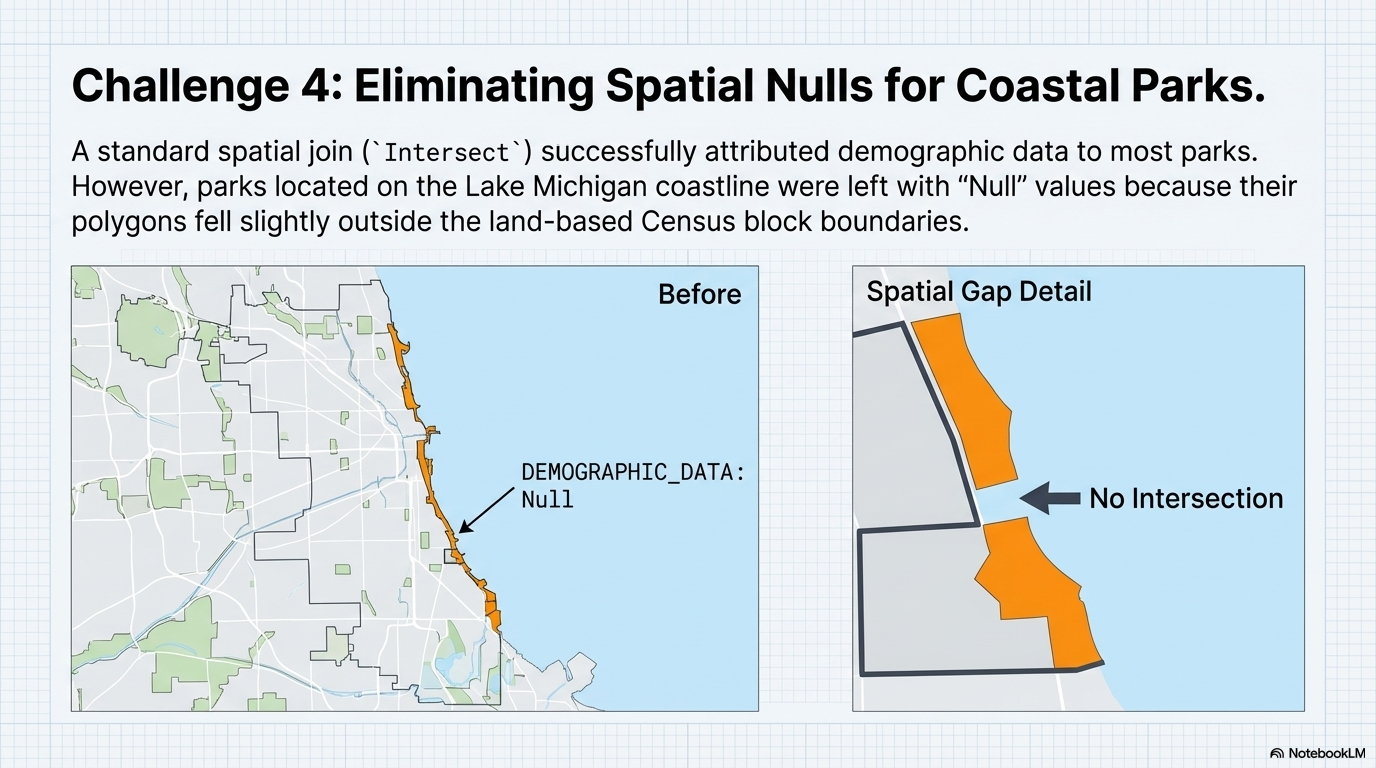 Challenge 4: Eliminating Spatial Nulls for Coastal Parks.
A standard spatial join (`Intersect`) successfully attributed demographic data to most parks.
However, parks located on the Lake Michigan coastline were left with “Null” values because their
polygons fell slightly outside the land-based Census block boundaries.
Before
DEMOGRAPHIC_DATA:
Null
Spatial Gap Detail
No Intersection
NotebookLM